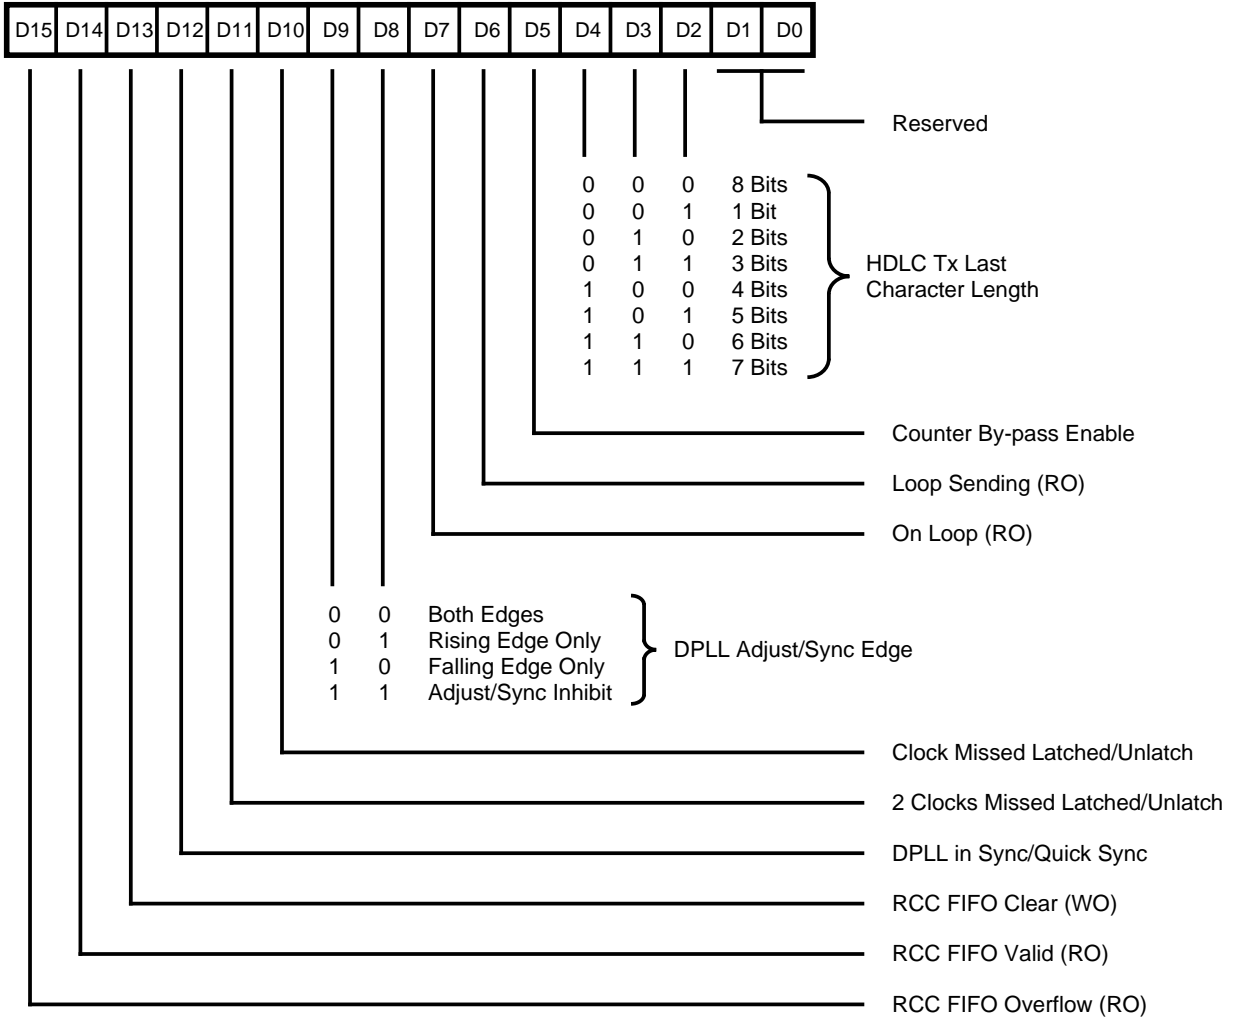 D15 D14 D13 D12 D11 D10 D9 D8 D7 D6 D5 D4 D3 D2 D1 D0
Reserved
0 0 0 8 Bits
0 0 1 1 Bit
0 1 0 2 Bits
0 1 1 3 Bits
1 0 0 4 Bits
1 0 1 5 Bits
1 1 0 6 Bits
1 1 1 7 Bits
HDLC Tx Last
Character Length
Counter By-pass Enable
Loop Sending (RO)
On Loop (RO)
0 0 Both Edges
0 1 Rising Edge Only
1 0 Falling Edge Only
1 1 Adjust/Sync Inhibit
DPLL Adjust/Sync Edge
Clock Missed Latched/Unlatch
2 Clocks Missed Latched/Unlatch
DPLL in Sync/Quick Sync
RCC FIFO Clear (WO)
RCC FIFO Valid (RO)
RCC FIFO Overflow (RO)